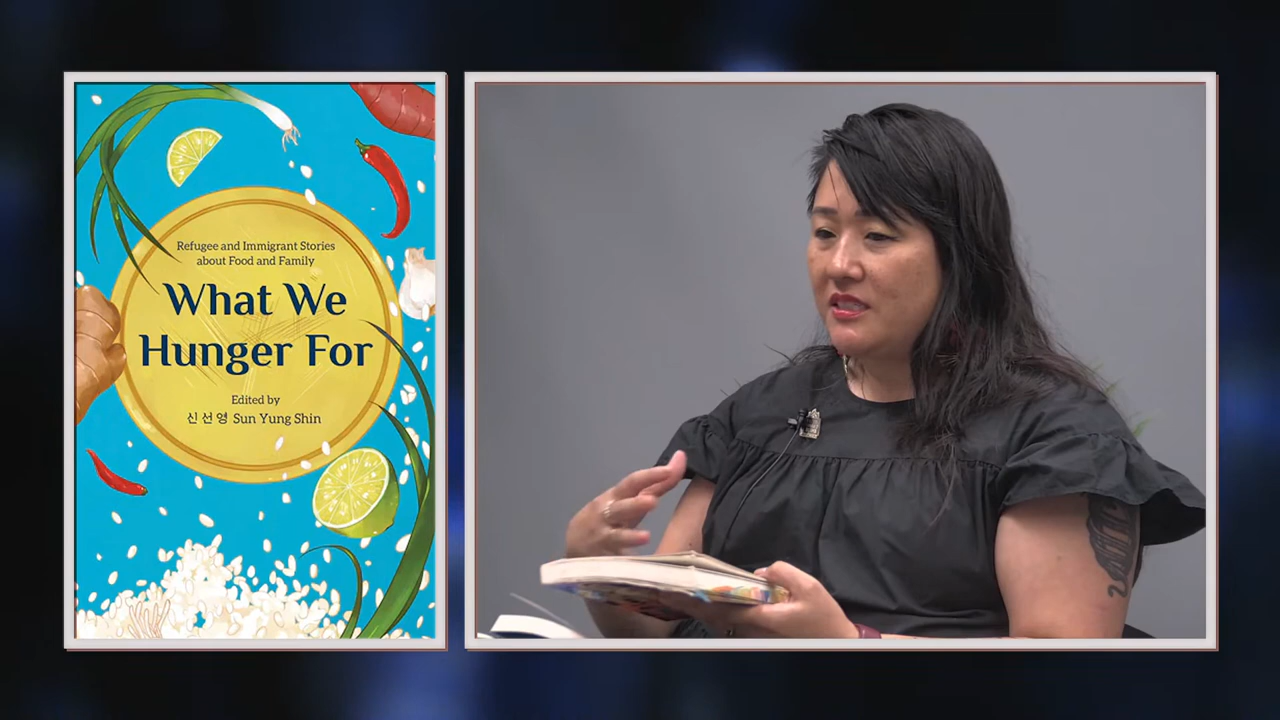 Refugee and Immigrant Stories
about Food and Family
What We
Hunger For
Edited by
신선영 Sun Yung Shin